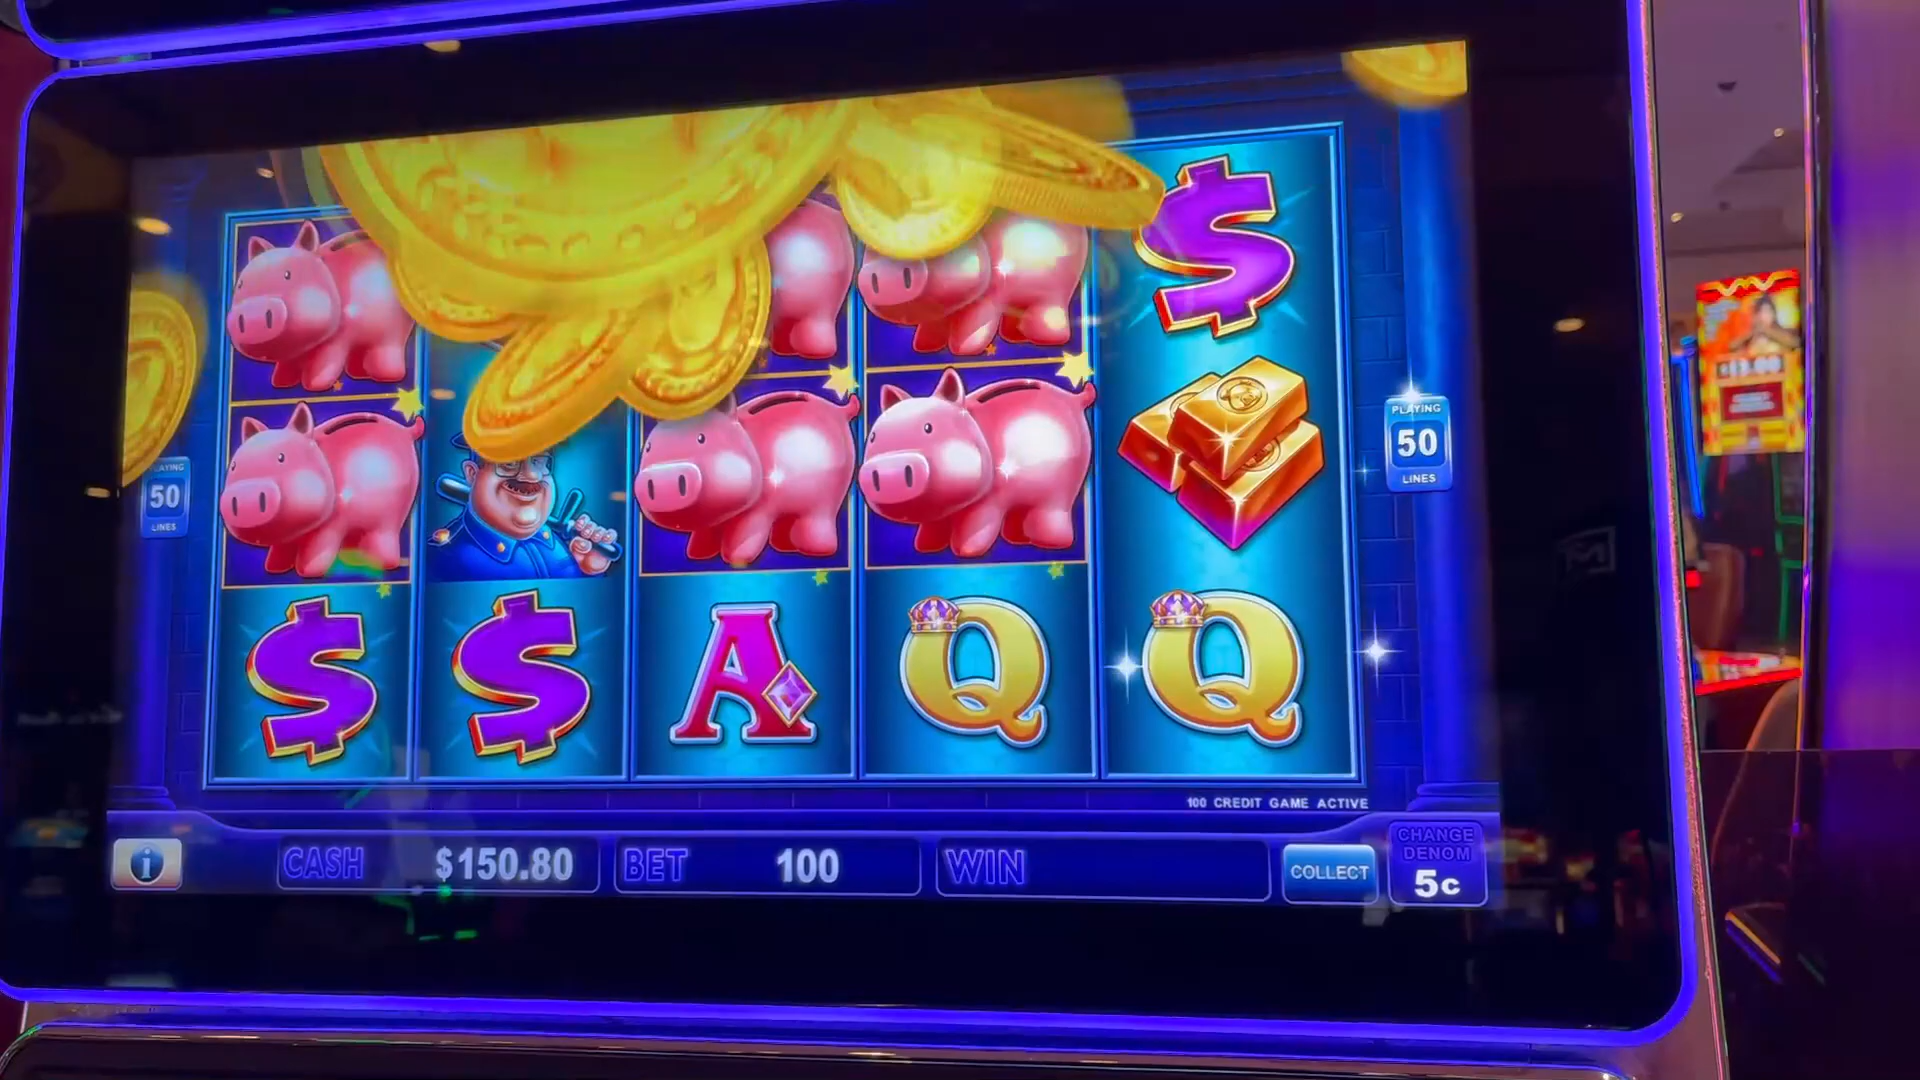 PLAYING
50
LINES
PLAYING
50
LINES
A
Q
Q
100 CREDIT GAME ACTIVE
CASH $150.80
BET 100
WIN
COLLECT
CHANGE
DENOM
5c